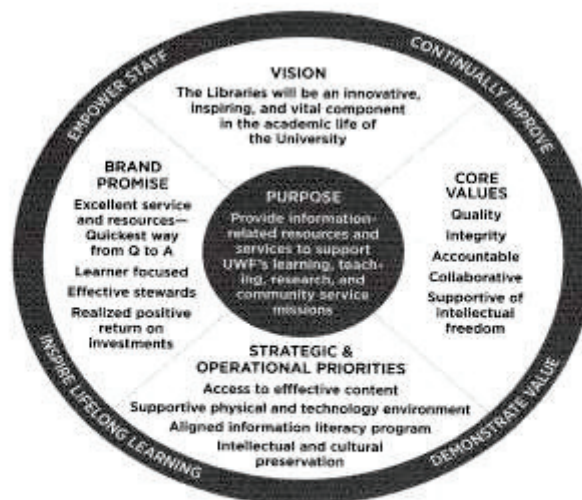 EMPOWER STAFF
CONTINUALLY IMPROVE
VISION
The Libraries will be an innovative,
inspiring, and vital component
in the academic life of
the University
BRAND
PROMISE
Excellent service
and resources—
Quickest way
from Q to A
Learner focused
Effective stewards
Realized positive
return on
investments
PURPOSE
Provide information-
related resources and
services to support
UWF's learning, teach-
ing, research, and
community service
missions
CORE
VALUES
Quality
Integrity
Accountable
Collaborative
Supportive of
intellectual
freedom
STRATEGIC &
OPERATIONAL PRIORITIES
Access to efffective content
Supportive physical and technology environment
Aligned information literacy program
Intellectual and cultural
preservation
INSPIRE LIFELONG LEARNING
DEMONSTRATE VALUE